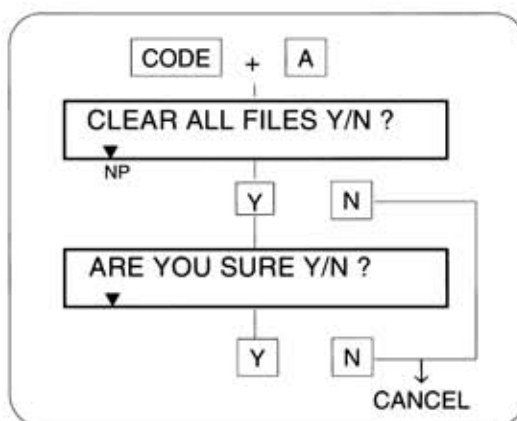 CODE + A
CLEAR ALL FILES Y/N ?
NP
Y N
ARE YOU SURE Y/N ?
Y N
CANCEL